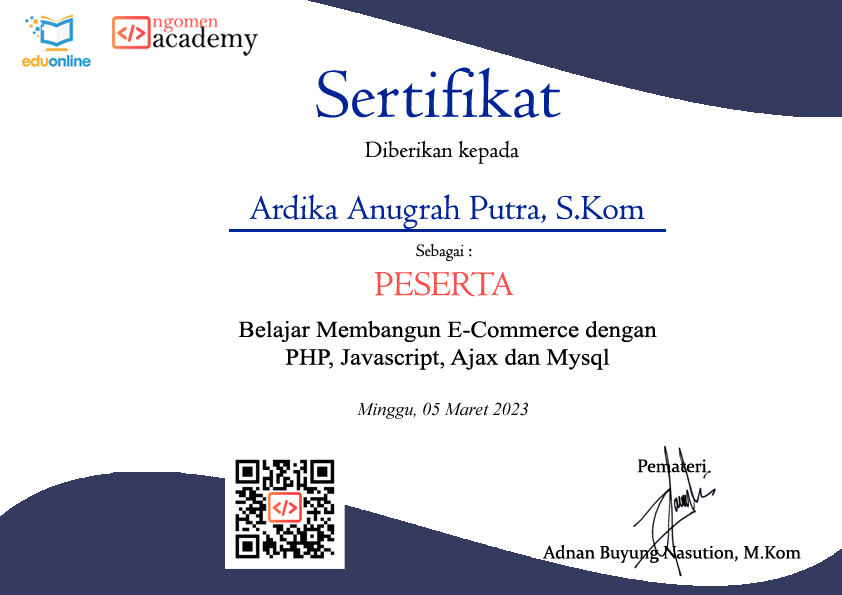 eduonline
ngomen
academy
</>
Sertifikat
Diberikan kepada
Ardika Anugrah Putra, S.Kom
Sebagai :
PESERTA
Belajar Membangun E-Commerce dengan
PHP, Javascript, Ajax dan Mysql
Minggu, 05 Maret 2023
</>
Pemateri
Adnan Buyung Nasution, M.Kom